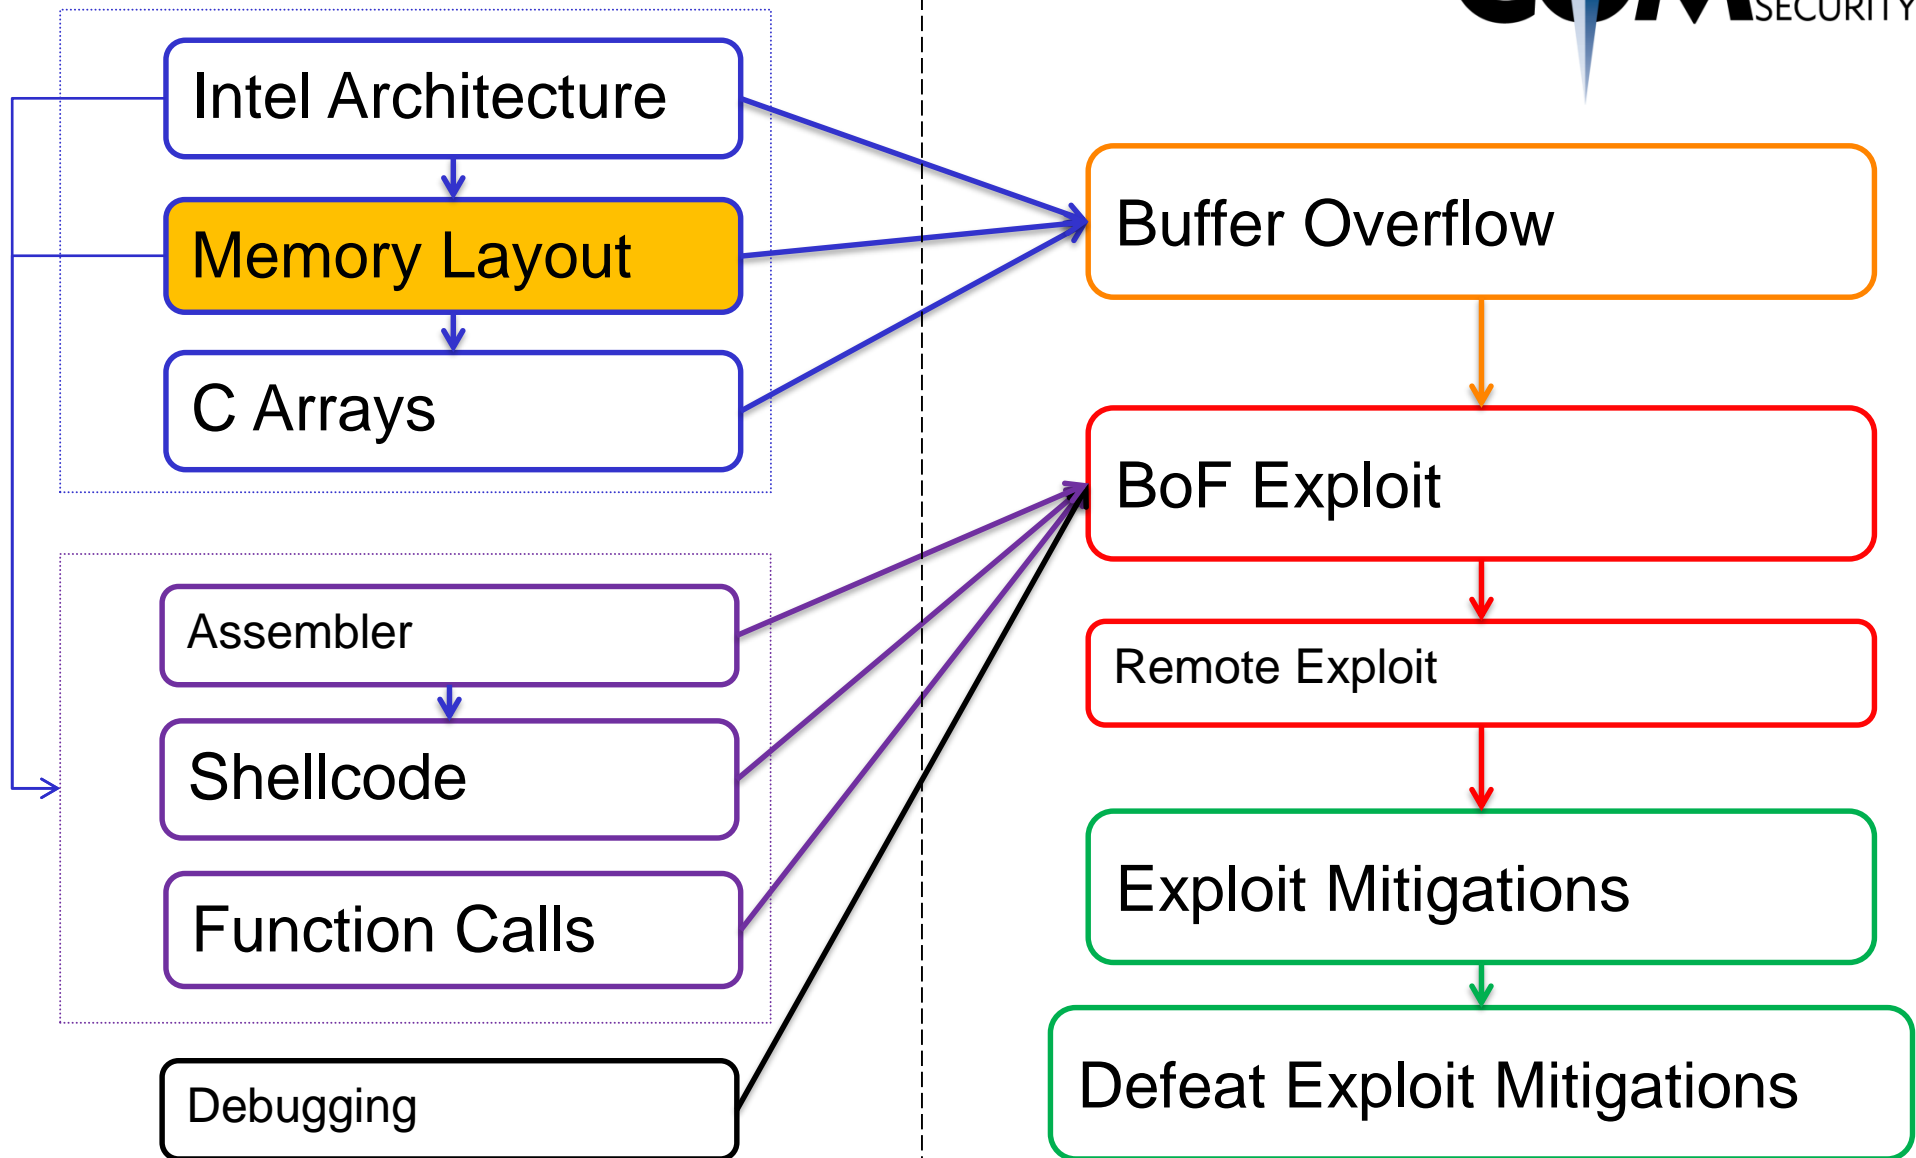 SECURITY
Intel Architecture
Memory Layout
C Arrays
Assembler
Shellcode
Function Calls
Debugging
Buffer Overflow
BoF Exploit
Remote Exploit
Exploit Mitigations
Defeat Exploit Mitigations